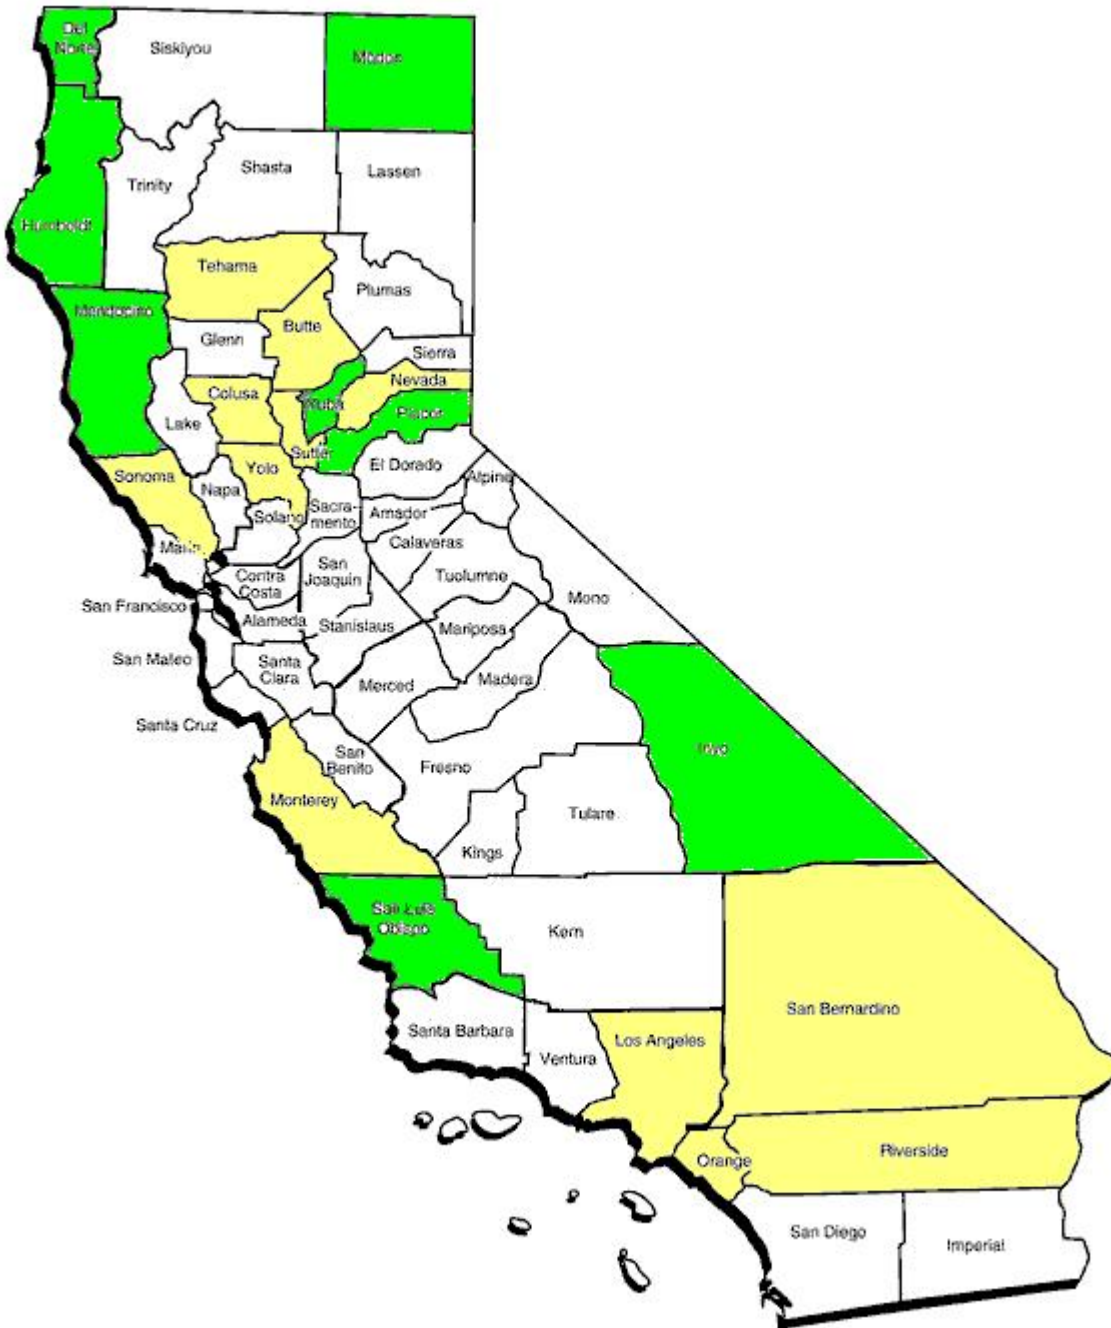 Del
Norte
Siskiyou
Modoc
Shasta
Lassen
Trinity
Humboldt
Tehama
Plumas
Mendocino
Butte
Glenn
Sierra
Nevada
Colusa
Yuba
Placer
Lake
Sutter
El Dorado
Sonoma
Yolo
Alpine
Napa
Sacra-
mento
Solano
Amador
Calaveras
Marin
San
Joaquin
Contra
Costa
Tuolumne
Mono
San Francisco
Alameda
Stanislaus
Mariposa
San Mateo
Santa
Clara
Merced
Madera
Santa Cruz
San
Benito
Fresno
Inyo
Monterey
Tulare
Kings
San Luis
Obispo
Kern
San Bernardino
Santa Barbara
Ventura
Los Angeles
Orange
Riverside
San Diego
Imperial